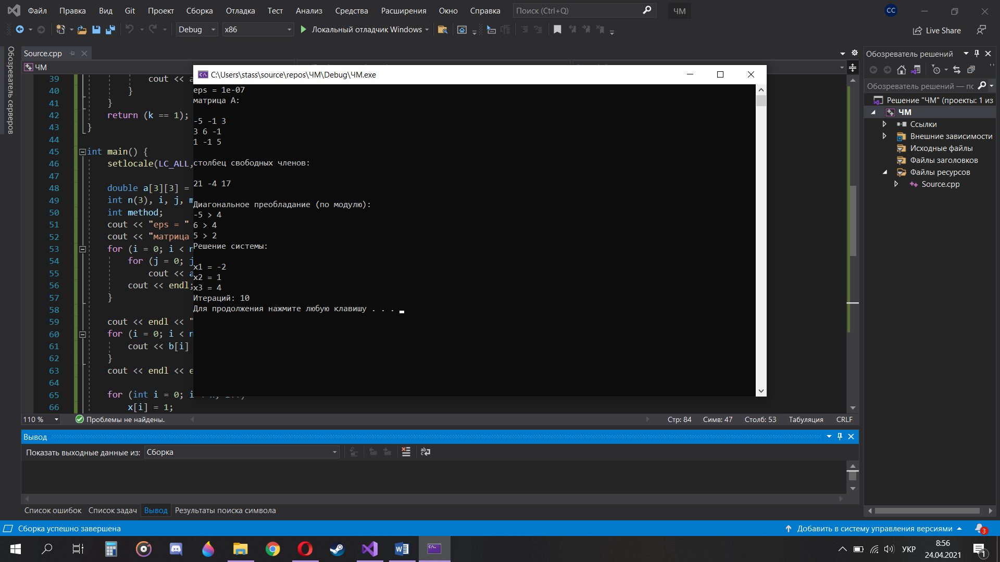 Файл Правка Вид Git Проект Сборка Отладка Тест Анализ Средства Расширения Окно Справка Поиск (Ctrl+Q) ЧМ CC
Debug x86 Локальный отладчик Windows Live Share
Обозреватель серверов
Source.cpp
ЧМ
39 cout << a
40 }
41 }
42 return (k == 1);
43 }
44
45 int main() {
46 setlocale(LC_ALL,
47
48 double a[3][3] =
49 int n(3), i, j, m
50 int method;
51 cout << "eps = "
52 cout << "матрица
53 for (i = 0; i < n
54 for (j = 0; j
55 cout << a
56 cout << endl;
57 }
58
59 cout << endl << "
60 for (i = 0; i < n
61 cout << b[i]
62 }
63 cout << endl << e
64
65 for (int i = 0; i
66 x[i] = 1;
C:\Users\stass\source\repos\ЧМ\Debug\ЧМ.exe
eps = 1e-07
матрица A:
-5 -1 3
3 6 -1
1 -1 5
столбец свободных членов:
21 -4 17
Диагональное преобладание (по модулю):
-5 > 4
6 > 4
5 > 2
Решение системы:
x1 = -2
x2 = 1
x3 = 4
Итераций: 10
Для продолжения нажмите любую клавишу . . .
Обозреватель решений
Обозреватель решений — по
Решение "ЧМ" (проекты: 1 из
ЧМ
Ссылки
Внешние зависимости
Исходные файлы
Файлы заголовков
Файлы ресурсов
Source.cpp
110 % Проблемы не найдены. Стр: 84 Симв: 47 Столб: 53 Табуляция CRLF
Вывод
Показать выходные данные из: Сборка
Список ошибок Список задач Вывод Результаты поиска символа
Сборка успешно завершена Добавить в систему управления версиями 3
УКР 8:56
24.04.2021 1